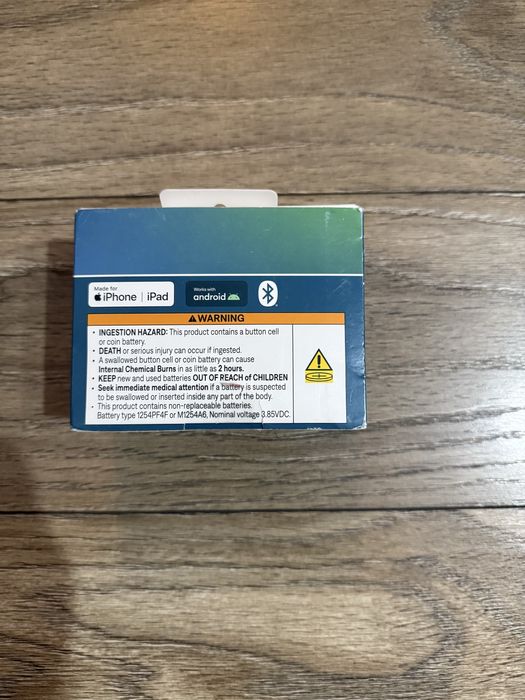 Made for
iPhone | iPad
Works with
android
WARNING
• INGESTION HAZARD: This product contains a button cell
or coin battery.
• DEATH or serious injury can occur if ingested.
• A swallowed button cell or coin battery can cause
Internal Chemical Burns in as little as 2 hours.
• KEEP new and used batteries OUT OF REACH of CHILDREN
• Seek immediate medical attention if a battery is suspected
to be swallowed or inserted inside any part of the body.
• This product contains non-replaceable batteries.
Battery type 1254PF4F or M1254A6, Nominal voltage 3.85VDC.